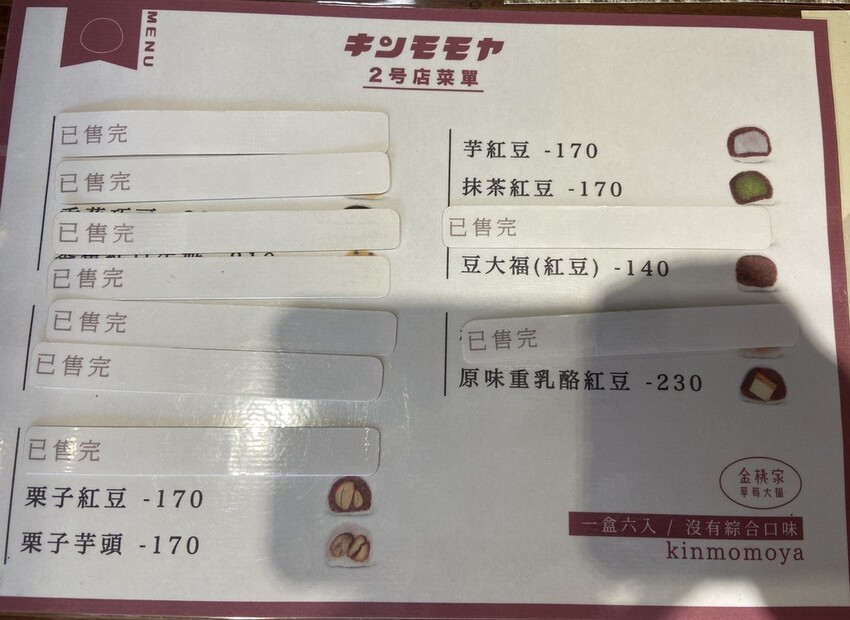 MENU
キンモモヤ
2号店菜單
已售完
已售完
已售完
已售完
已售完
已售完
已售完
栗子紅豆 -170
栗子芋頭 -170
芋紅豆 -170
抹茶紅豆 -170
已售完
豆大福(紅豆) -140
已售完
原味重乳酪紅豆 -230
金桃家
草莓大福
一盒六入 / 沒有綜合口味
kinmomoya